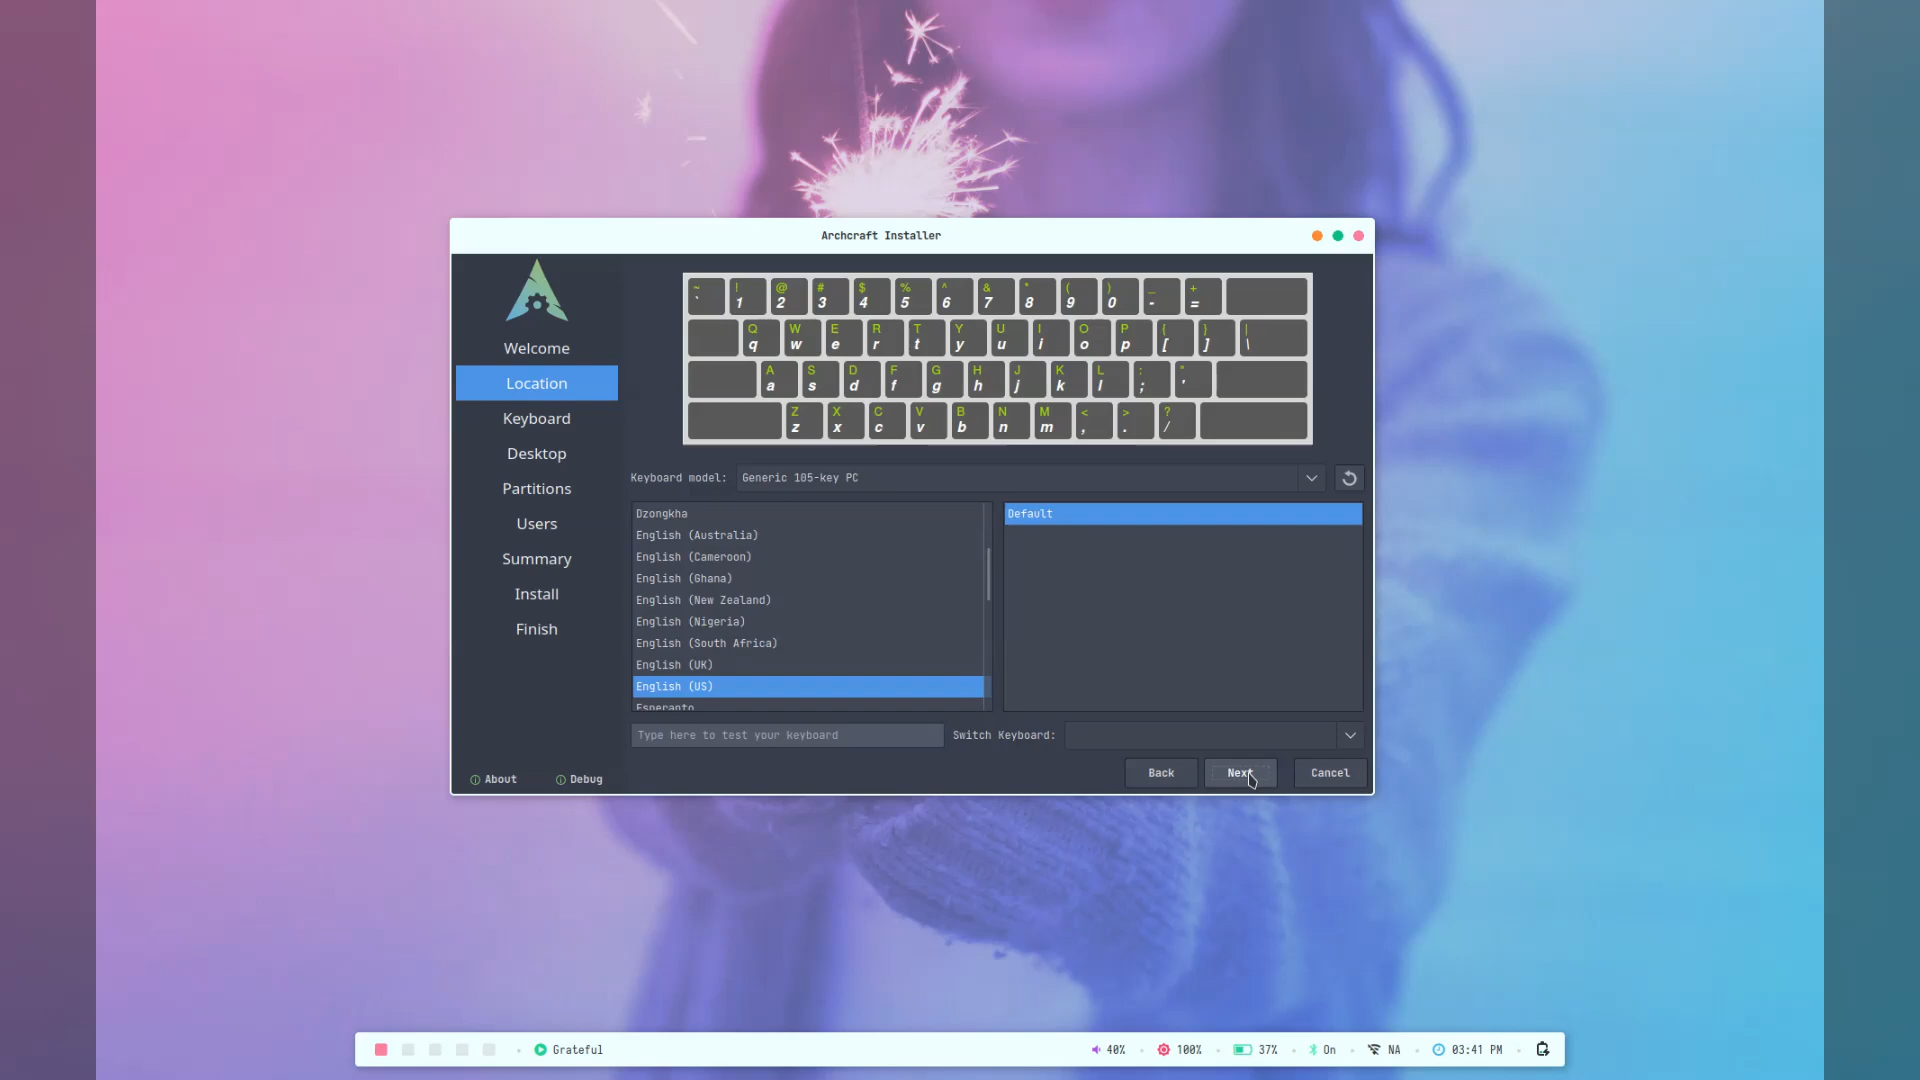 Archcraft Installer
Welcome
Location
Keyboard
Desktop
Partitions
Users
Summary
Install
Finish
About
Debug
~ ! @ # $ % ^ & * ( ) _ +
` 1 2 3 4 5 6 7 8 9 0 - =
Q W E R T Y U I O P { } |
q w e r t y u i o p [ ] \
A S D F G H J K L : "
a s d f g h j k l ; '
Z X C V B N M < > ?
z x c v b n m , . /
Keyboard model: Generic 105-key PC
Dzongkha
English (Australia)
English (Cameroon)
English (Ghana)
English (New Zealand)
English (Nigeria)
English (South Africa)
English (UK)
English (US)
Esperanto
Default
Type here to test your keyboard
Switch Keyboard:
Back
Next
Cancel
Grateful
40%
100%
37%
On
NA
03:41 PM